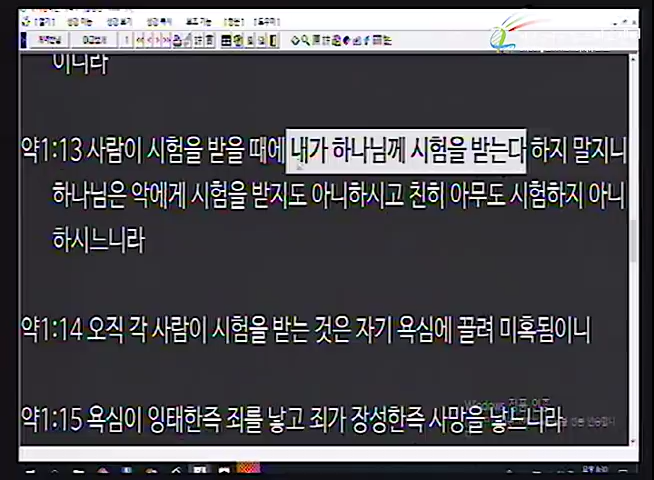 이니라
약1:13 사람이 시험을 받을 때에 내가 하나님께 시험을 받는다 하지 말지니
하나님은 악에게 시험을 받지도 아니하시고 친히 아무도 시험하지 아니
하시느니라
약1:14 오직 각 사람이 시험을 받는 것은 자기 욕심에 끌려 미혹됨이니
약1:15 욕심이 잉태한즉 죄를 낳고 죄가 장성한즉 사망을 낳느니라